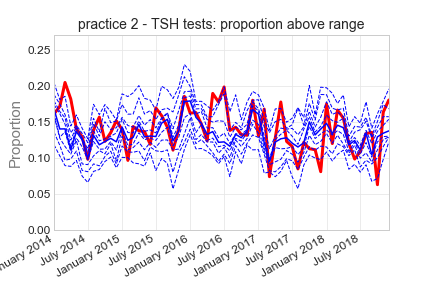 practice 2 - TSH tests: proportion above range
0.25
0.20
0.15
0.10
0.05
0.00
Proportion
July 2014
January 2015
July 2015
January 2016
July 2016
January 2017
July 2017
January 2018
July 2018